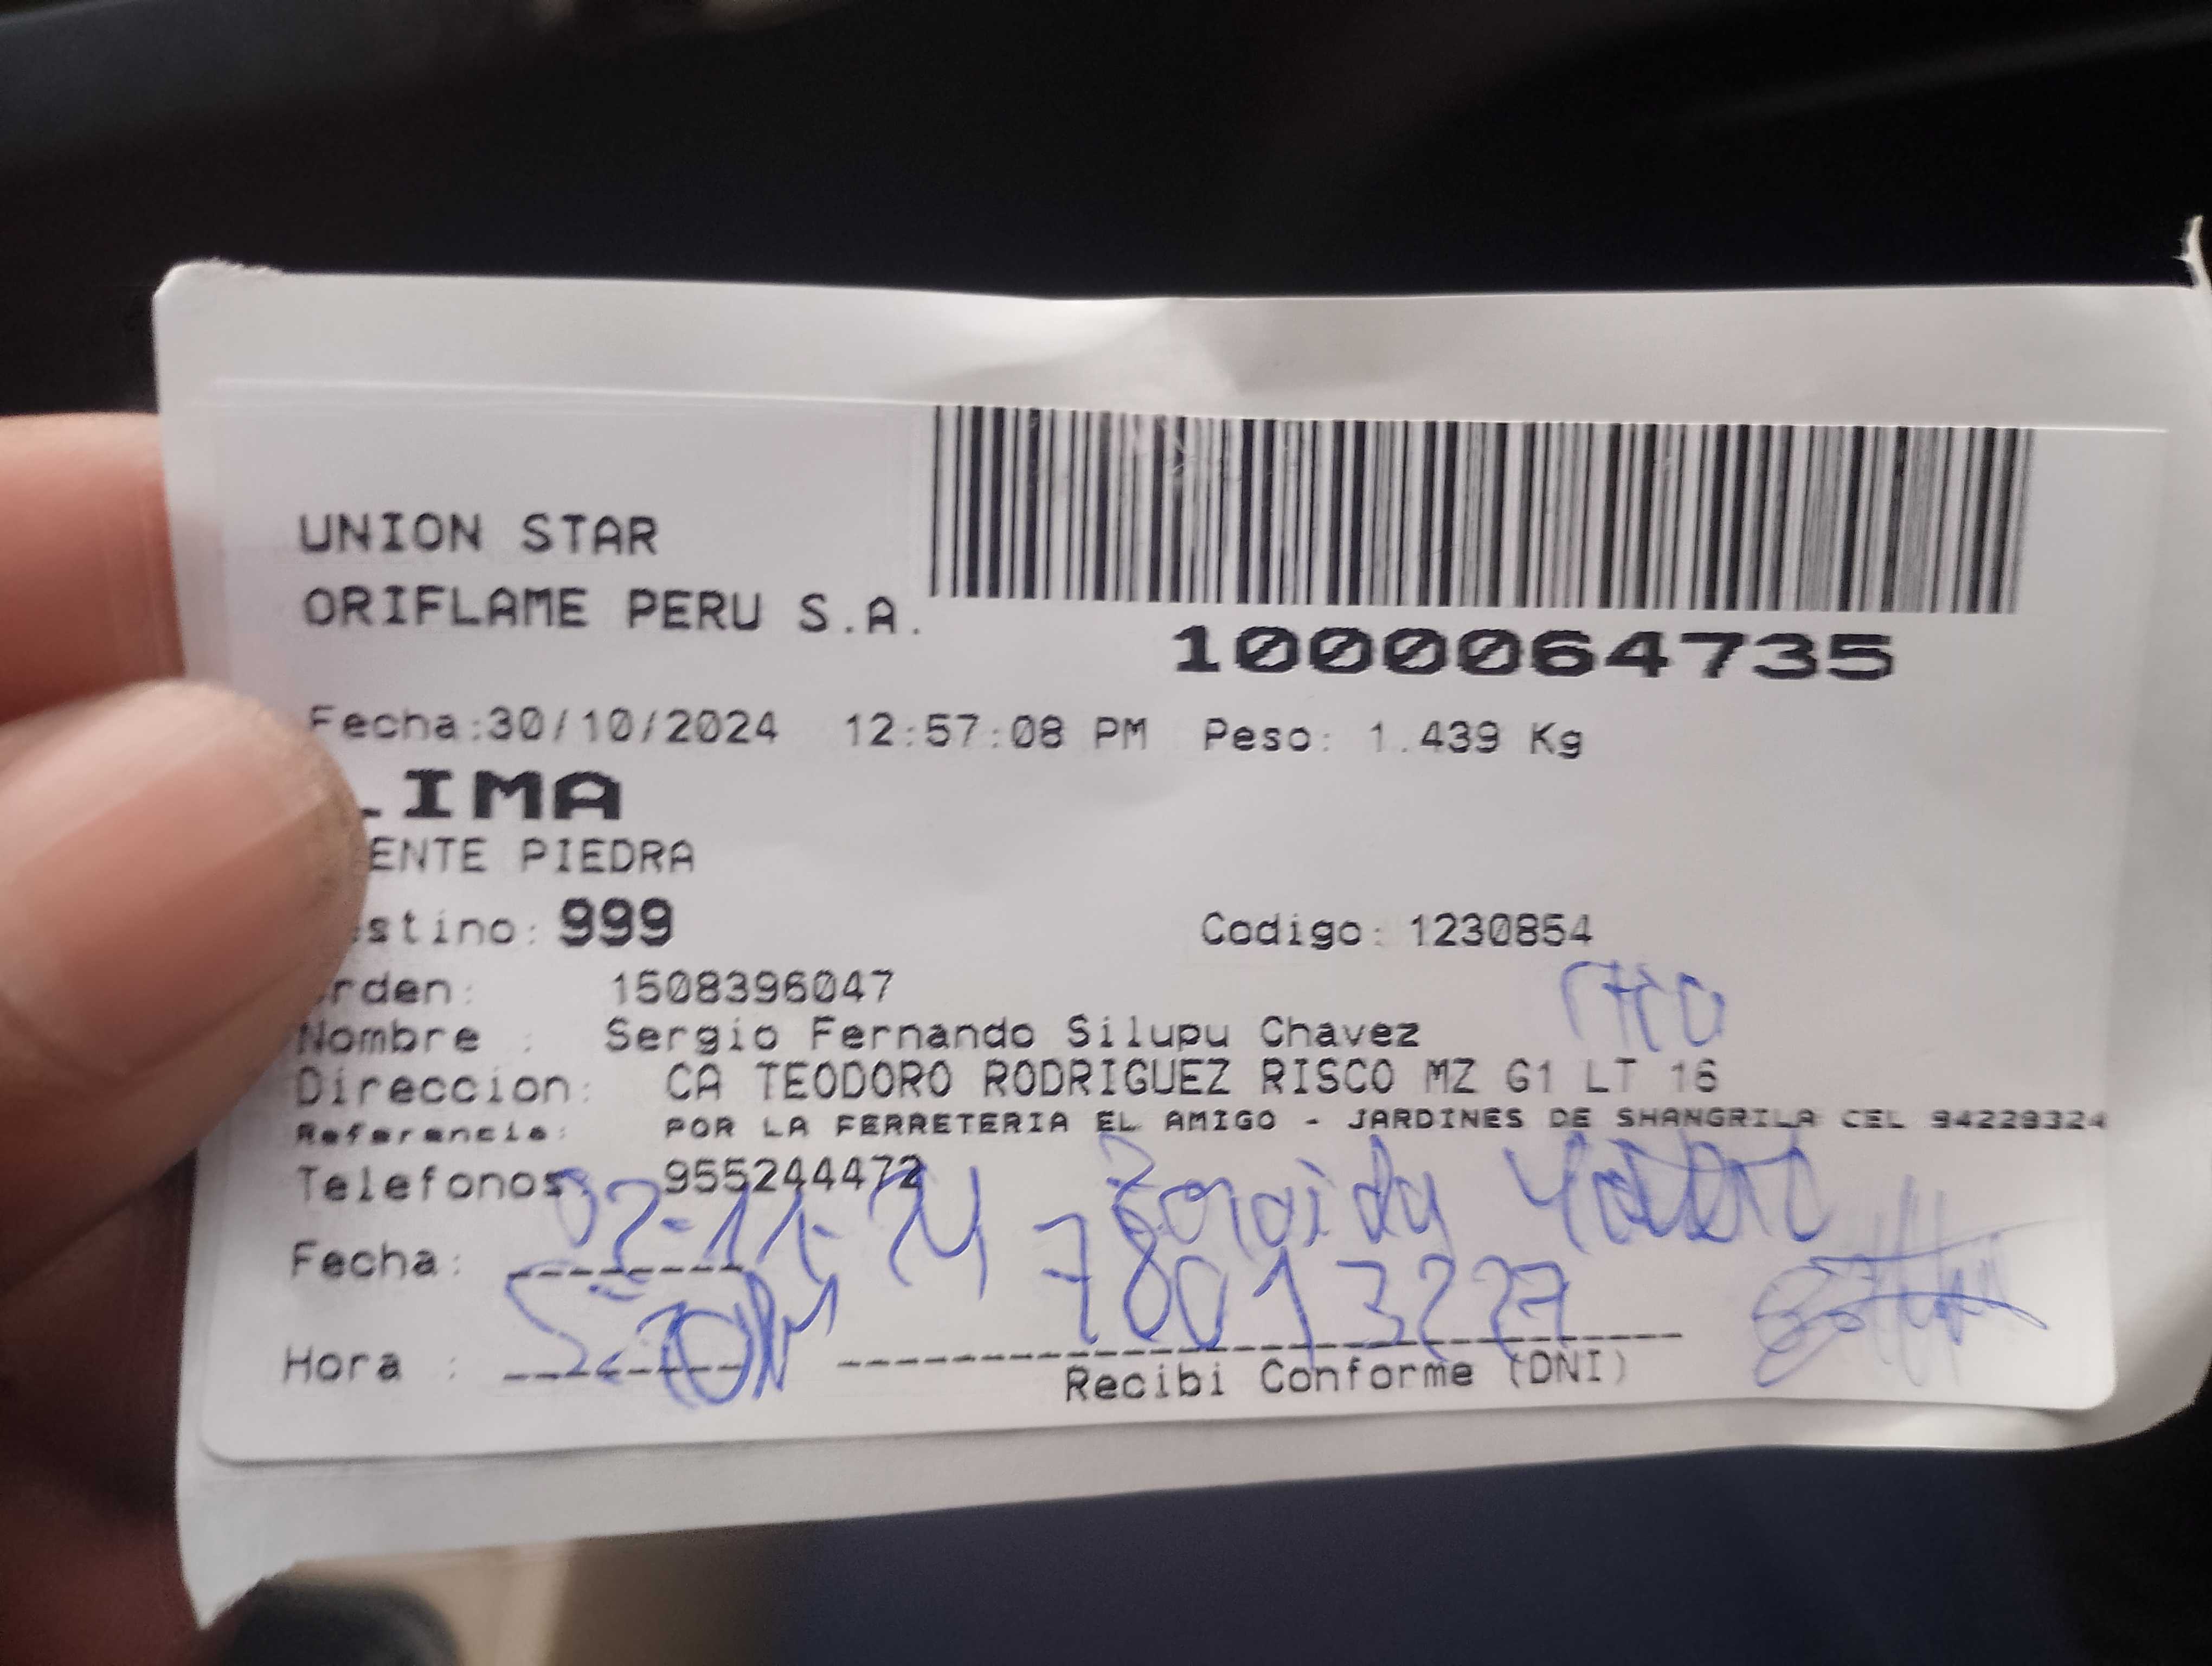 UNION STAR
ORIFLAME PERU S.A.
1000064735
Fecha:30/10/2024 12:57:08 PM Peso: 1.439 Kg
LIMA
ENTE PIEDRA
stino: 999 Codigo: 1230854
rden: 1508396047
Nombre : Sergio Fernando Silupu Chavez
Direccion: CA TEODORO RODRIGUEZ RISCO MZ G1 LT 16
Referencia: POR LA FERRETERIA EL AMIGO - JARDINES DE SHANGRILA CEL 94229324
Telefonos: 955244472
02-11-24
Fecha: 78013227
Hora :
Recibi Conforme (DNI)